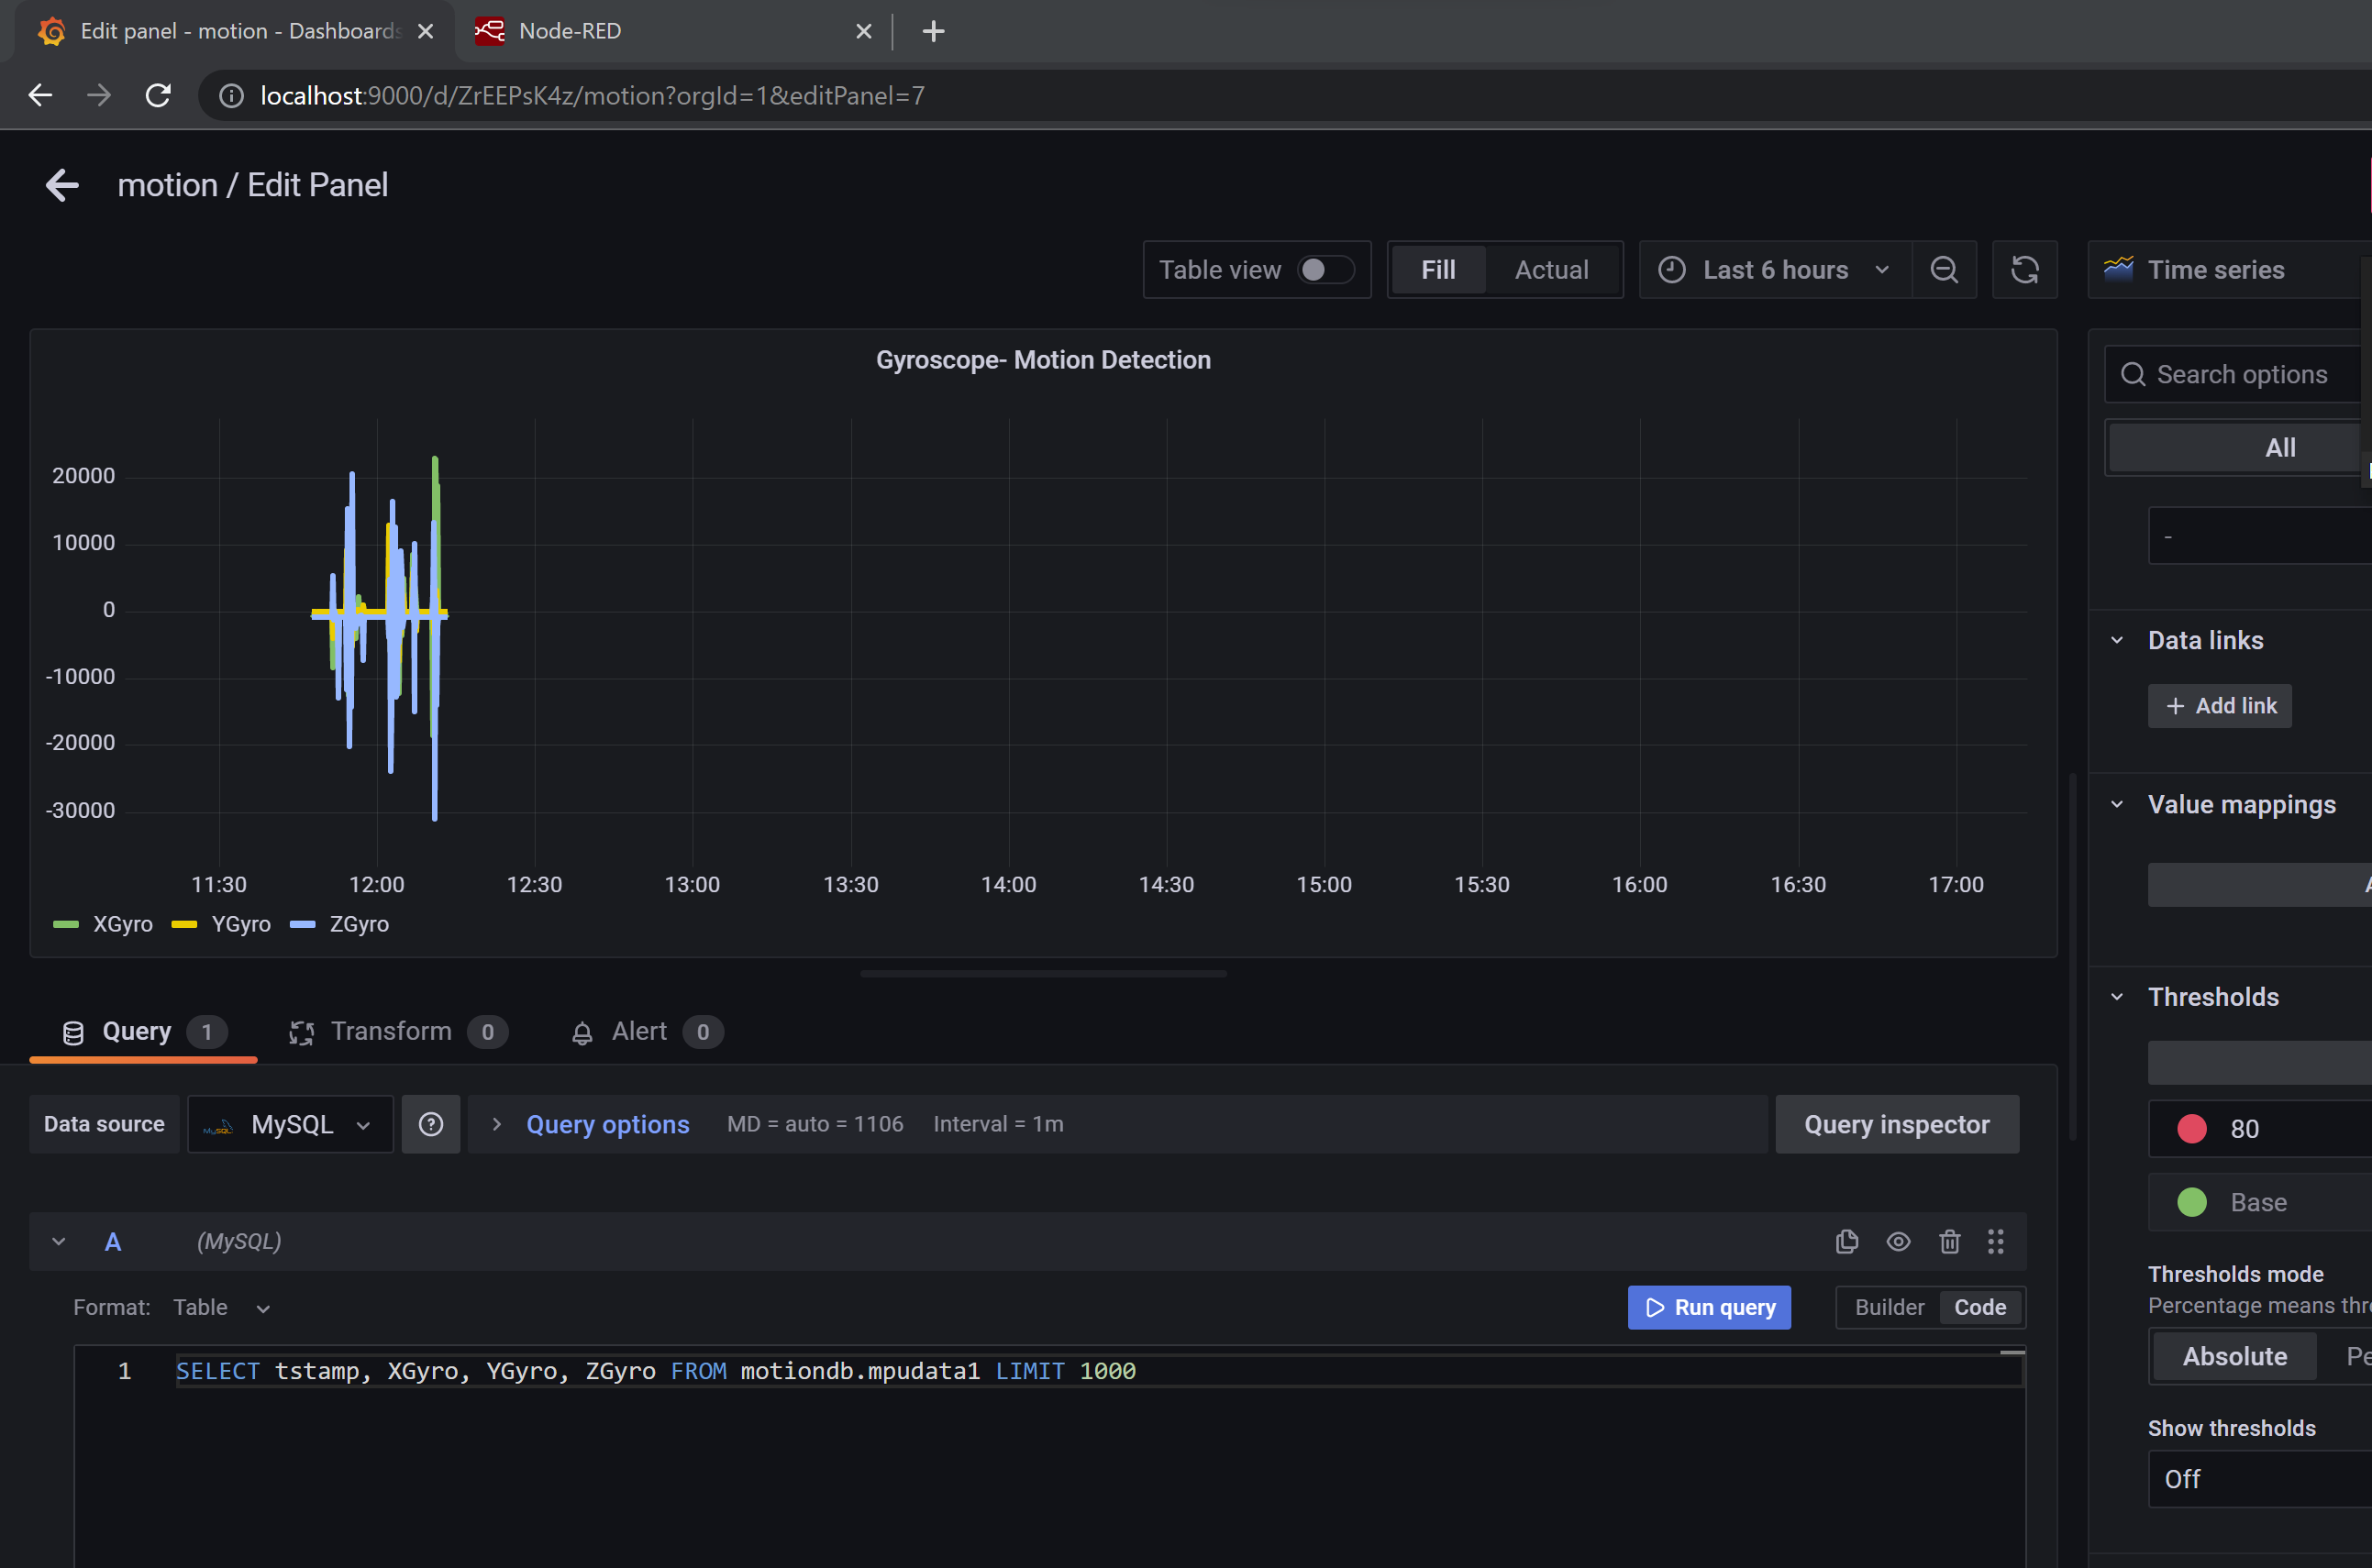 Edit panel - motion - Dashboards
Node-RED
localhost:9000/d/ZrEEPsK4z/motion?orgId=1&editPanel=7
motion / Edit Panel
Table view
Fill
Actual
Last 6 hours
Time series
Gyroscope- Motion Detection
Search options
All
20000
10000
0
-10000
-20000
-30000
11:30
12:00
12:30
13:00
13:30
14:00
14:30
15:00
15:30
16:00
16:30
17:00
XGyro
YGyro
ZGyro
-
Data links
+ Add link
Value mappings
Thresholds
80
Base
Thresholds mode
Percentage means thre
Absolute
Pe
Show thresholds
Off
Query 1
Transform 0
Alert 0
Data source
MySQL
MySQL
Query options
MD = auto = 1106
Interval = 1m
Query inspector
A
(MySQL)
Format: Table
Run query
Builder
Code
1 SELECT tstamp, XGyro, YGyro, ZGyro FROM motiondb.mpudata1 LIMIT 1000